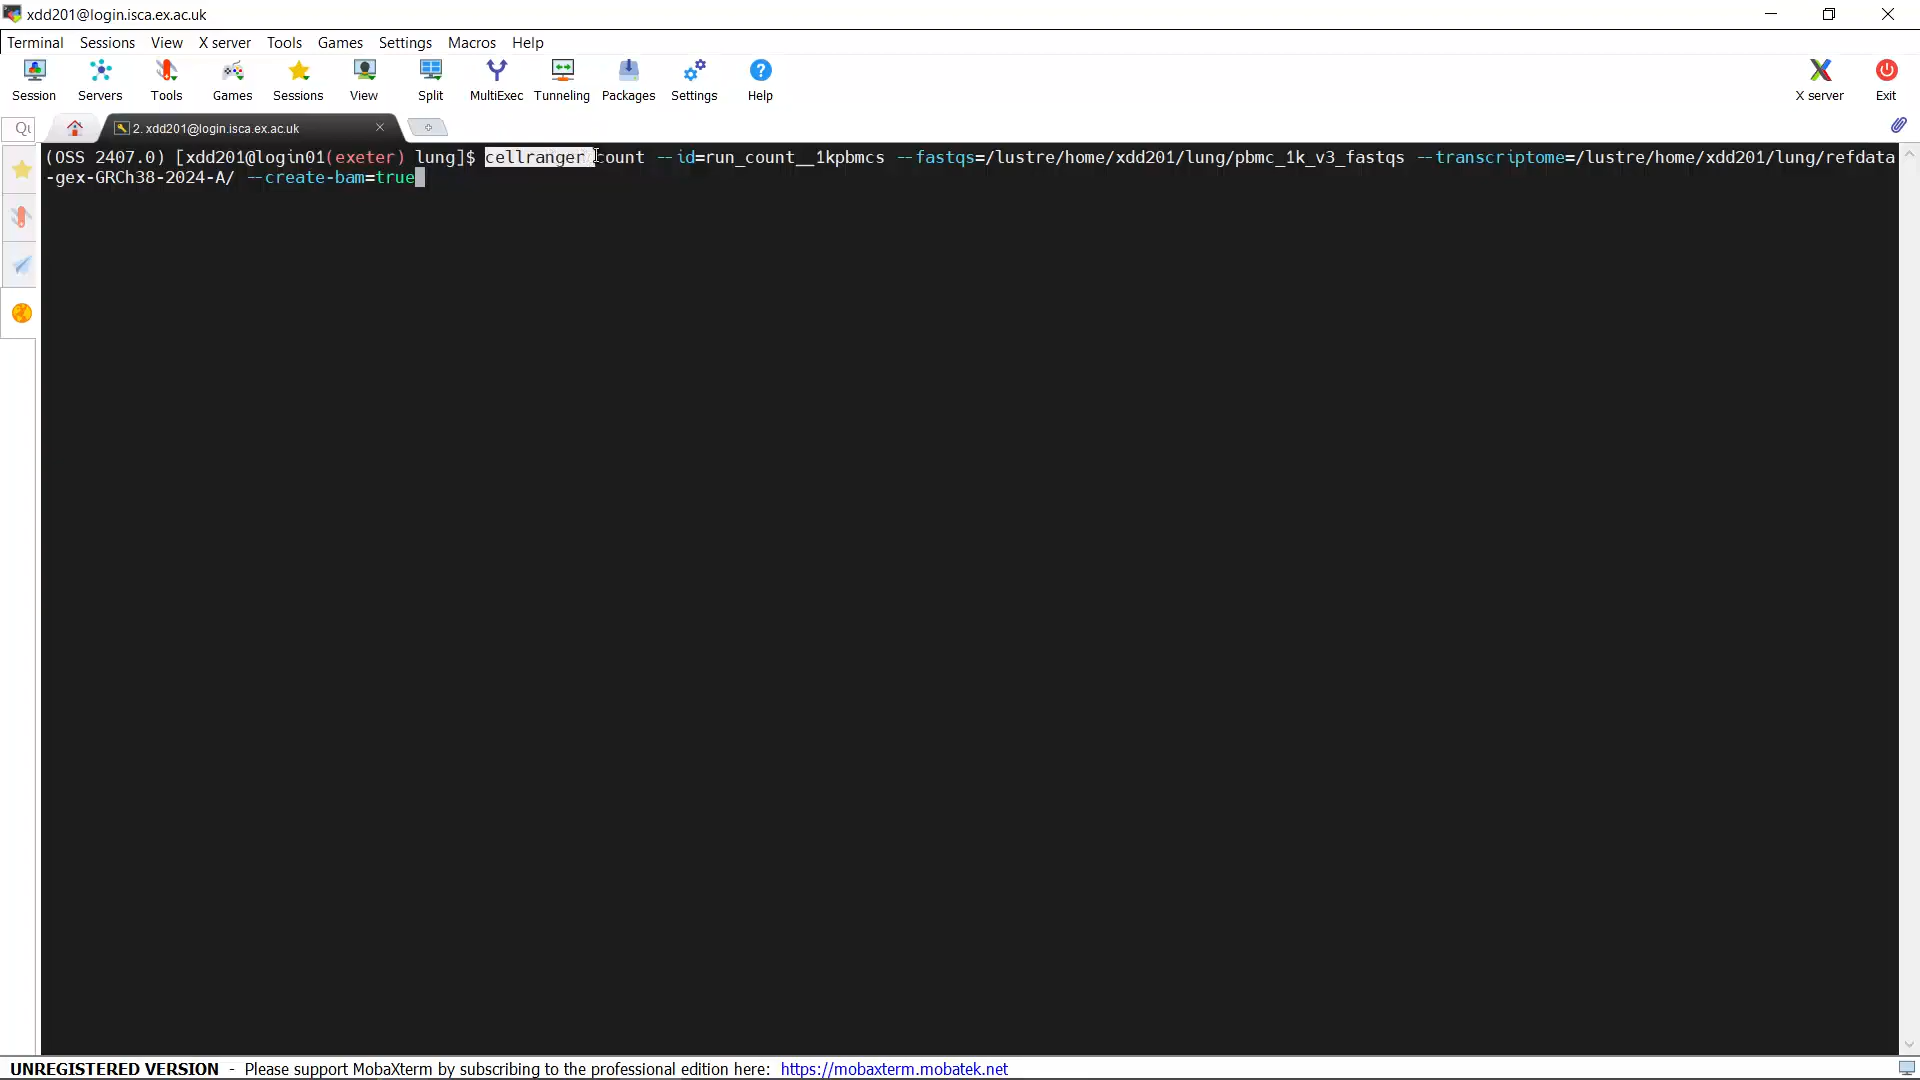 xdd201@login.isca.ex.ac.uk
Terminal Sessions View X server Tools Games Settings Macros Help
Session Servers Tools Games Sessions View Split MultiExec Tunneling Packages Settings Help X server Exit
2. xdd201@login.isca.ex.ac.uk
(OSS 2407.0) [xdd201@login01(exeter) lung]$ cellranger count --id=run_count__1kpbmcs --fastqs=/lustre/home/xdd201/lung/pbmc_1k_v3_fastqs --transcriptome=/lustre/home/xdd201/lung/refdata
-gex-GRCh38-2024-A/ --create-bam=true
UNREGISTERED VERSION - Please support MobaXterm by subscribing to the professional edition here: https://mobaxterm.mobatek.net